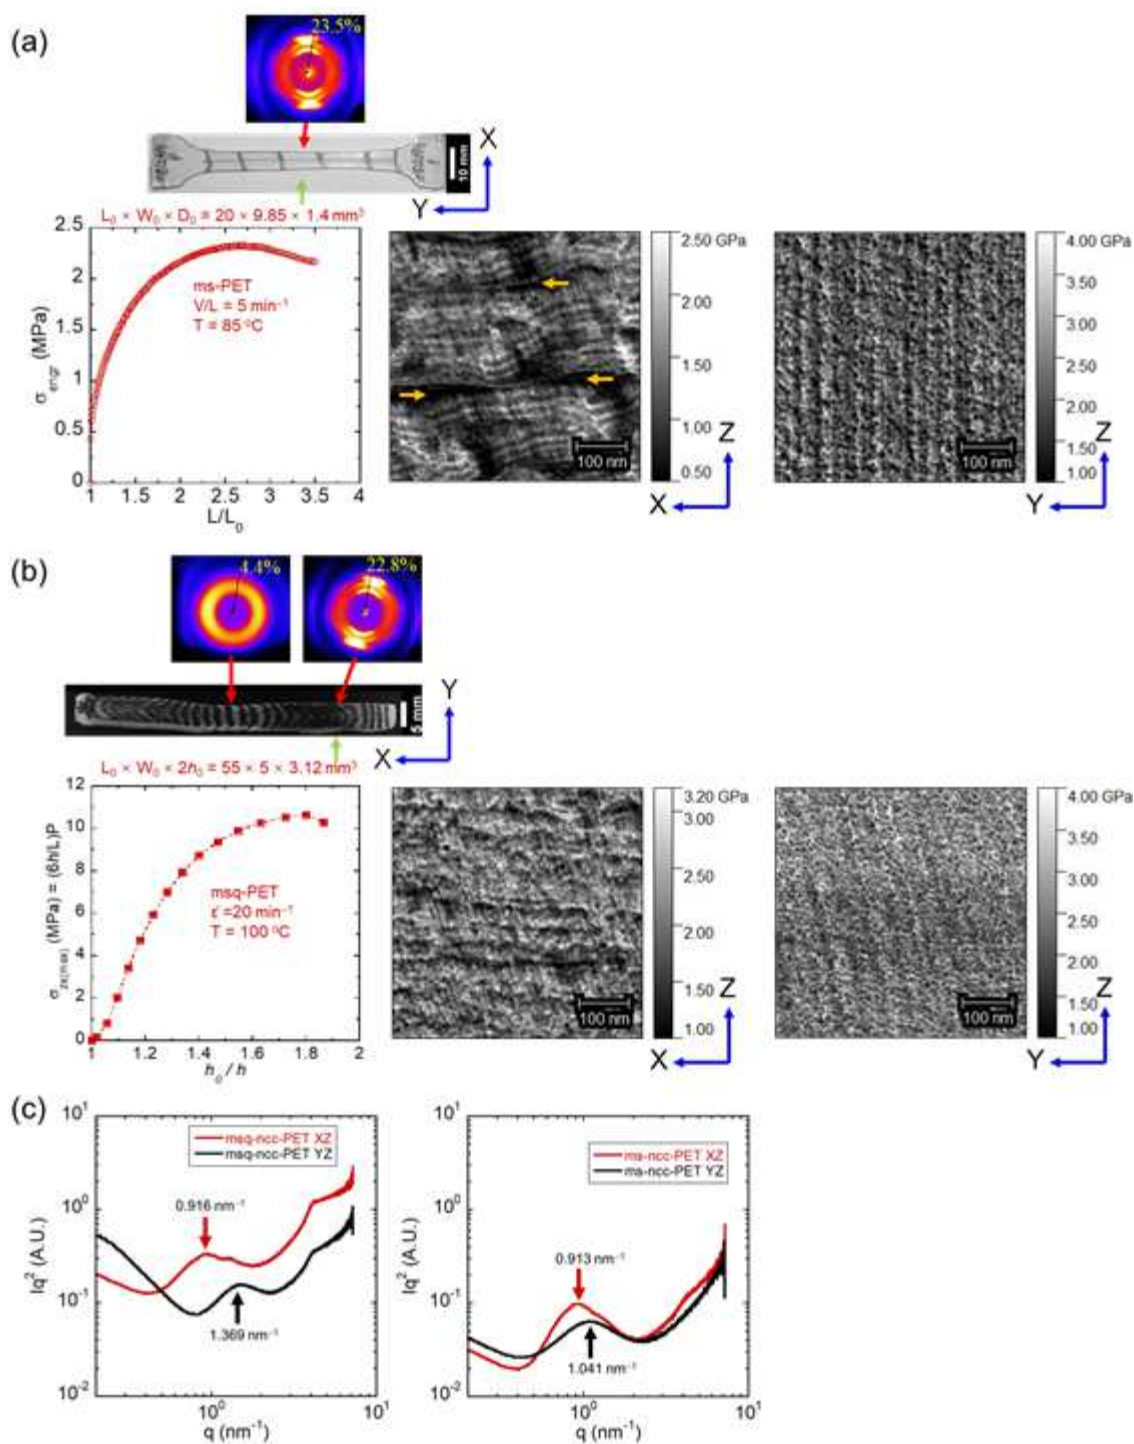 (a)
23.5%
10 mm
X
Y
L₀ × W₀ × D₀ = 20 × 9.85 × 1.4 mm³
2.5
2
1.5
1
0.5
0
σengr (MPa)
ms-PET
V/L = 5 min⁻¹
T = 85 ºC
1 1.5 2 2.5 3 3.5 4
L/L₀
2.50 GPa
2.00
1.50
1.00
0.50
100 nm
Z
X
4.00 GPa
3.50
3.00
2.50
2.00
1.50
1.00
100 nm
Z
Y
(b)
4.4%
22.8%
5 mm
Y
X
L₀ × W₀ × 2h₀ = 55 × 5 × 3.12 mm³
12
10
8
6
4
2
0
σzx(max) (MPa) = (6h/L)P
msq-PET
ε̇ =20 min⁻¹
T = 100 ºC
1 1.2 1.4 1.6 1.8 2
h₀ / h
3.20 GPa
3.00
2.50
2.00
1.50
1.00
100 nm
Z
X
4.00 GPa
3.50
3.00
2.50
2.00
1.50
1.00
100 nm
Z
Y
(c)
10¹
10⁰
10⁻¹
10⁻²
Iq² (A.U.)
msq-ncc-PET XZ
msq-ncc-PET YZ
0.916 nm⁻¹
1.369 nm⁻¹
10⁰ 10¹
q (nm⁻¹)
10¹
10⁰
10⁻¹
10⁻²
Iq² (A.U.)
ms-ncc-PET XZ
ms-ncc-PET YZ
0.913 nm⁻¹
1.041 nm⁻¹
10⁰ 10¹
q (nm⁻¹)